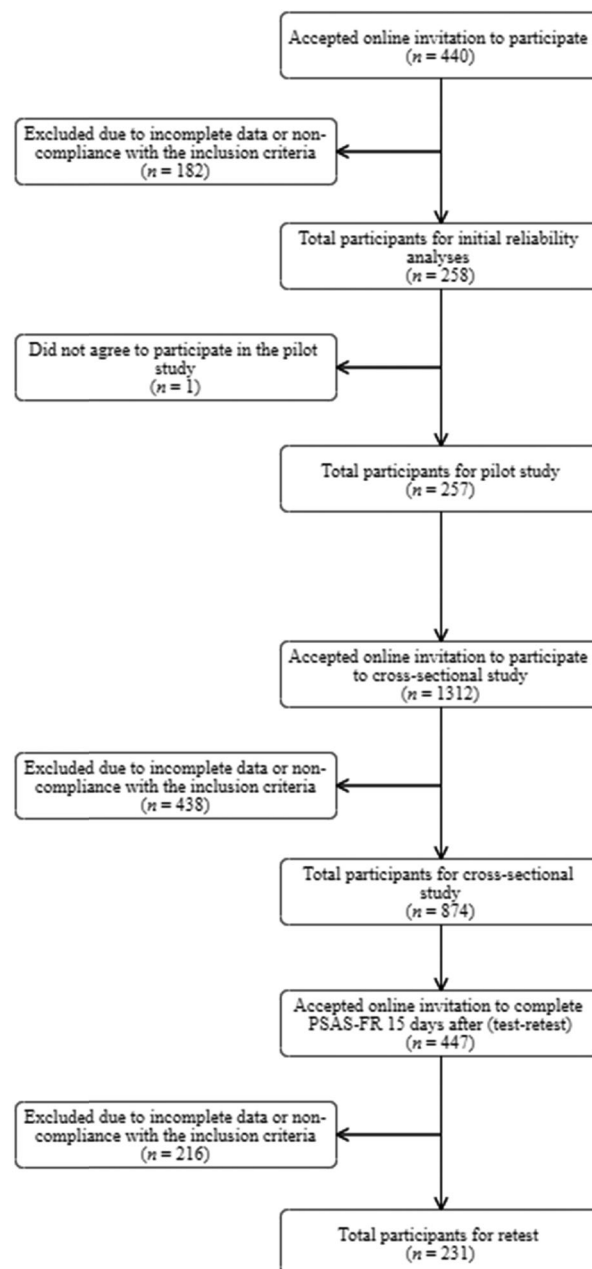 Accepted online invitation to participate
(n = 440)
Excluded due to incomplete data or non-
compliance with the inclusion criteria
(n = 182)
Total participants for initial reliability
analyses
(n = 258)
Did not agree to participate in the pilot
study
(n = 1)
Total participants for pilot study
(n = 257)
Accepted online invitation to participate
to cross-sectional study
(n = 1312)
Excluded due to incomplete data or non-
compliance with the inclusion criteria
(n = 438)
Total participants for cross-sectional
study
(n = 874)
Accepted online invitation to complete
PSAS-FR 15 days after (test-retest)
(n = 447)
Excluded due to incomplete data or non-
compliance with the inclusion criteria
(n = 216)
Total participants for retest
(n = 231)